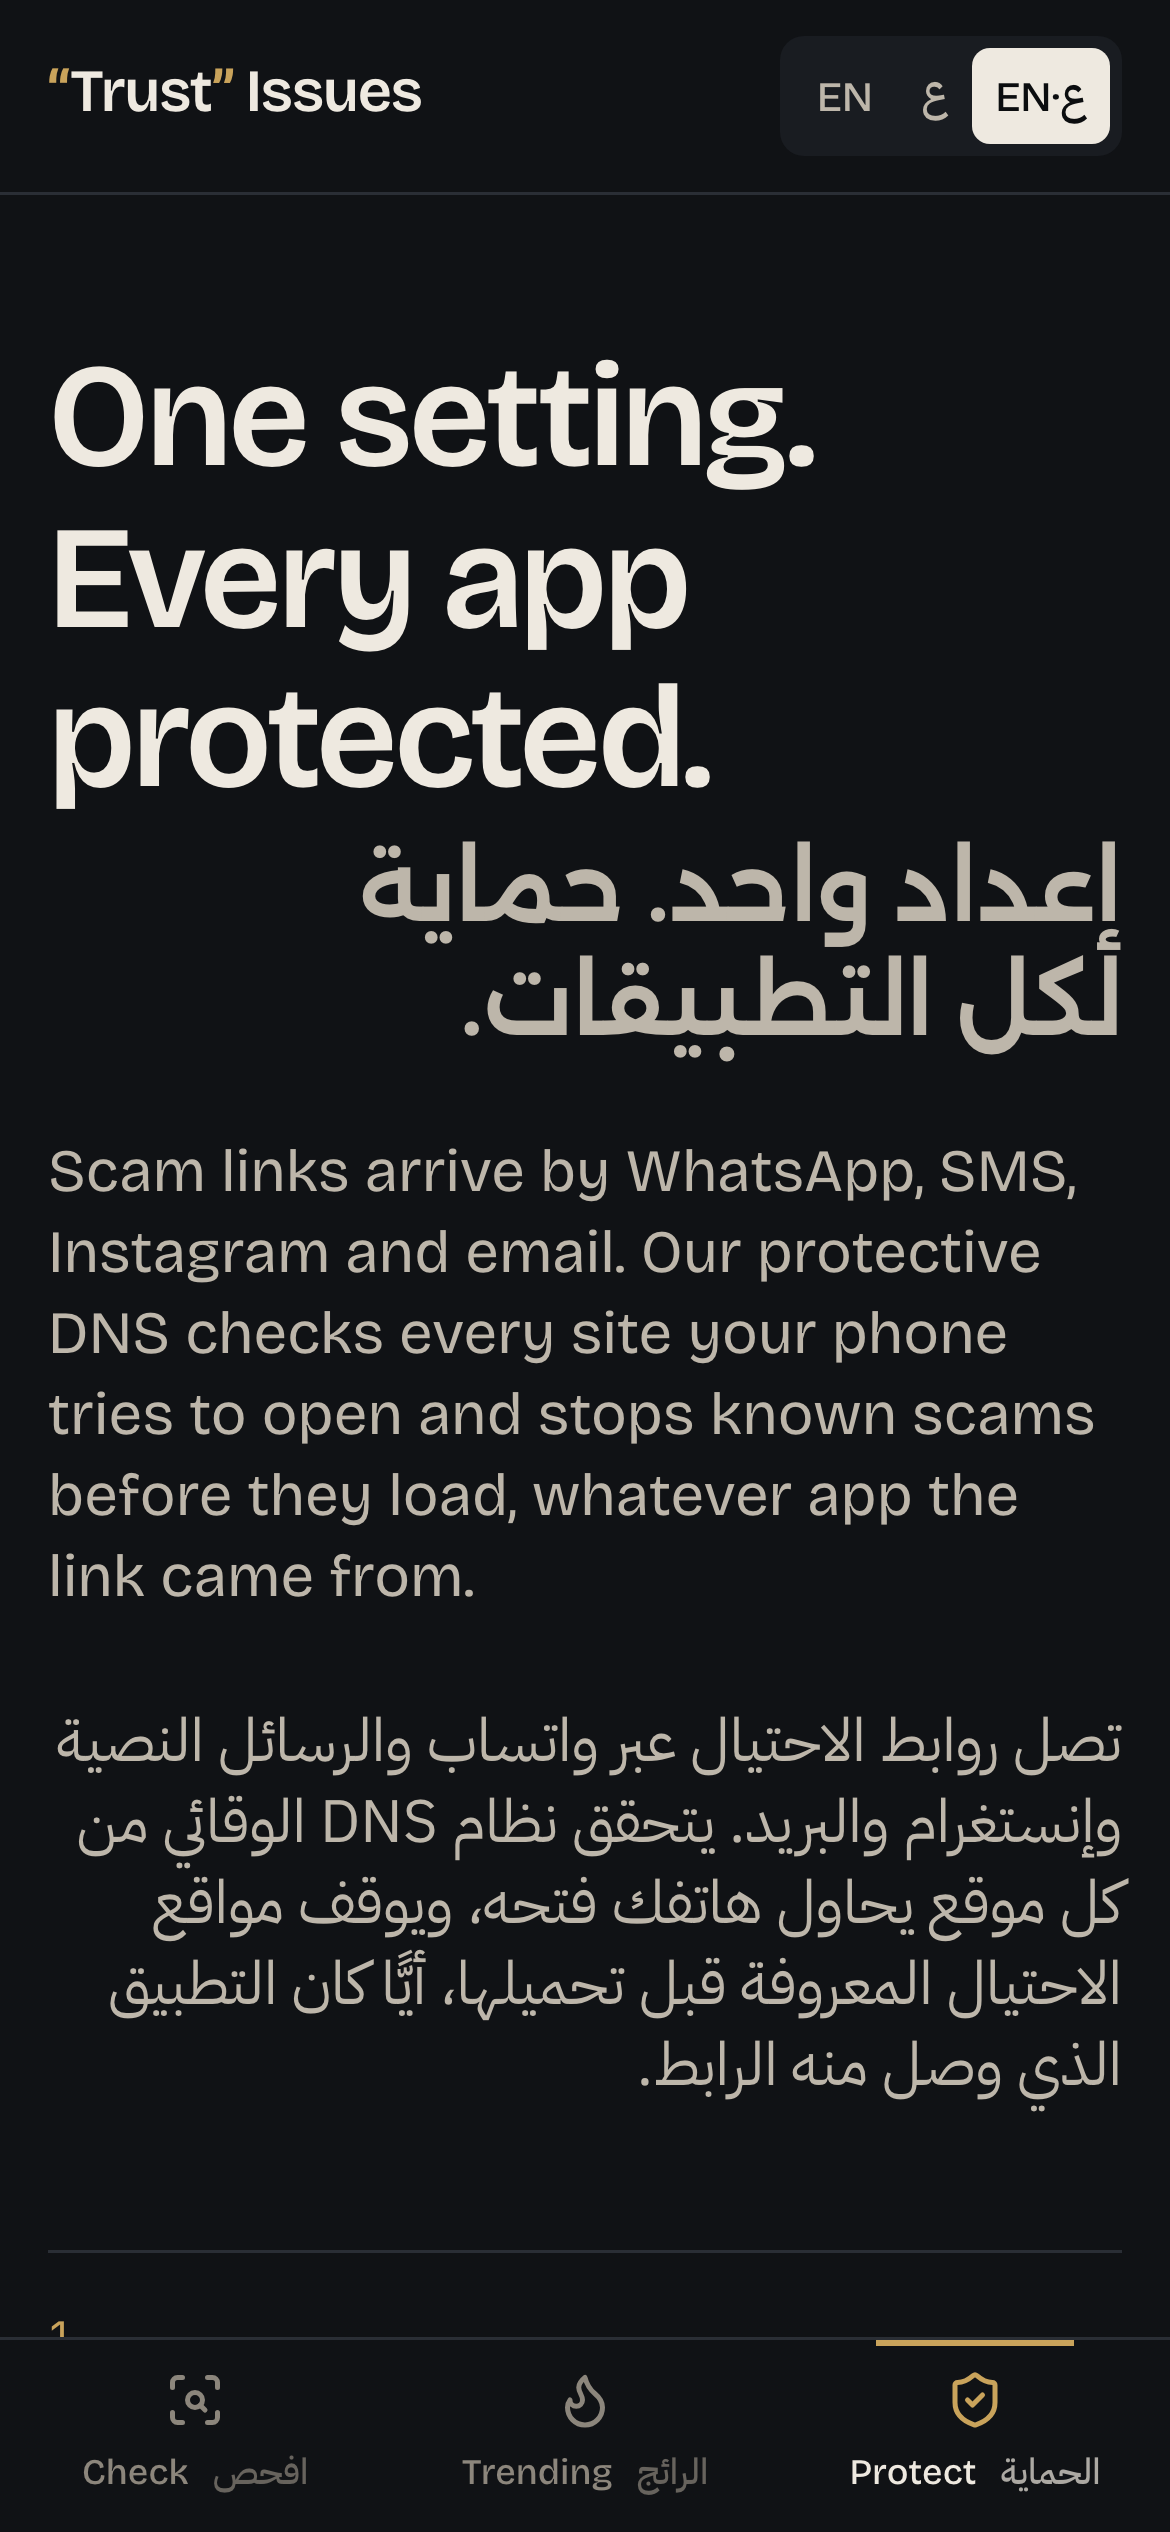 “Trust” Issues
EN ع EN·ع
One setting.
Every app
protected.
إعداد واحد. حماية
لكل التطبيقات.
Scam links arrive by WhatsApp, SMS,
Instagram and email. Our protective
DNS checks every site your phone
tries to open and stops known scams
before they load, whatever app the
link came from.
تصل روابط الاحتيال عبر واتساب والرسائل النصية
وإنستغرام والبريد. يتحقق نظام DNS الوقائي من
كل موقع يحاول هاتفك فتحه، ويوقف مواقع
الاحتيال المعروفة قبل تحميلها، أيًّا كان التطبيق
الذي وصل منه الرابط.
1
Check افحص
Trending الرائج
Protect الحماية